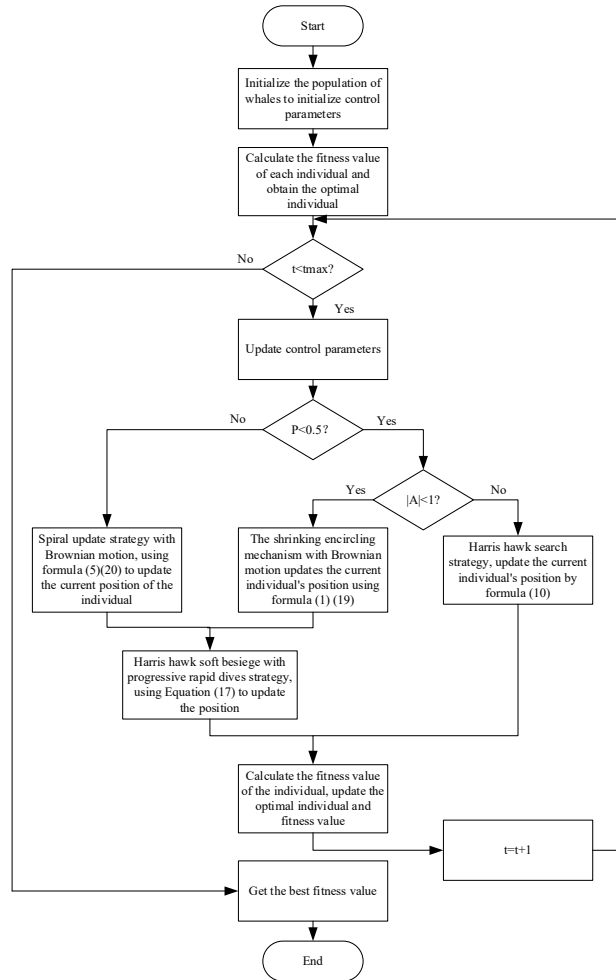 Start
Initialize the population of
whales to initialize control
parameters
Calculate the fitness value
of each individual and
obtain the optimal
individual
No
t<tmax?
Yes
Update control parameters
No
P<0.5?
Yes
Yes
|A|<1?
No
Spiral update strategy with
Brownian motion, using
formula (5)(20) to update
the current position of the
individual
The shrinking encircling
mechanism with Brownian
motion updates the current
individual's position using
formula (1) (19)
Harris hawk search
strategy, update the current
individual's position by
formula (10)
Harris hawk soft besiege with
progressive rapid dives strategy,
using Equation (17) to update
the position
Calculate the fitness value
of the individual, update the
optimal individual and
fitness value
t=t+1
Get the best fitness value
End